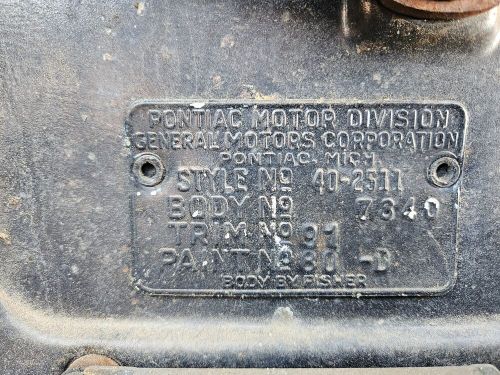 PONTIAC MOTOR DIVISION
GENERAL MOTORS CORPORATION
PONTIAC, MICH
STYLE Nº 40-2511
BODY Nº 7340
TRIM Nº 91
PAINT Nº 80 -D
BODY BY FISHER